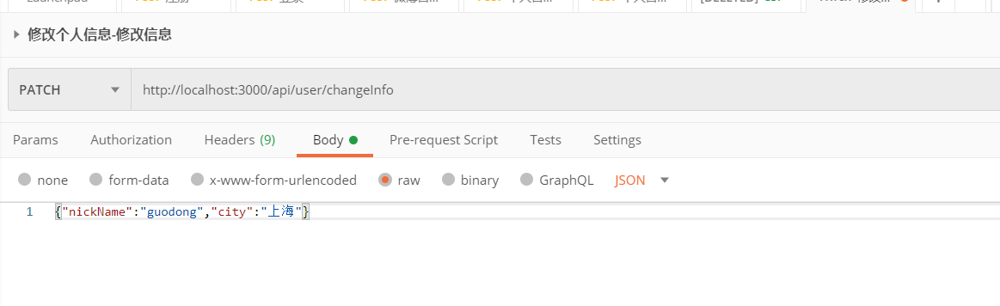 修改个人信息-修改信息
PATCH
http://localhost:3000/api/user/changeInfo
Params
Authorization
Headers (9)
Body
Pre-request Script
Tests
Settings
none
form-data
x-www-form-urlencoded
raw
binary
GraphQL
JSON
1
{"nickName":"guodong","city":"上海"}